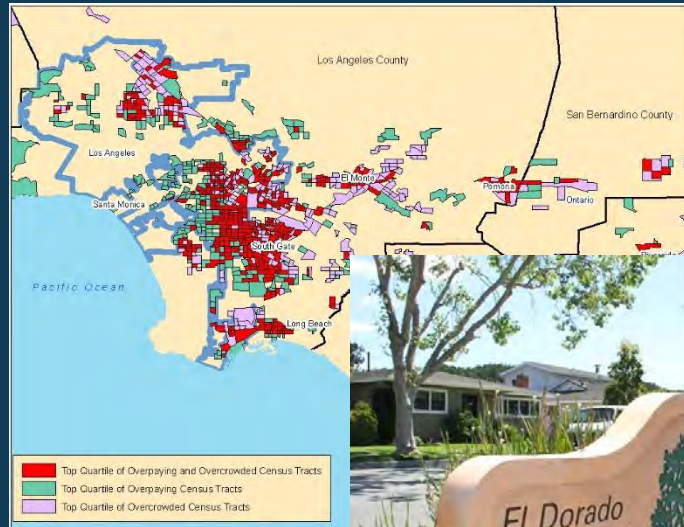 Los Angeles County
San Bernardino County
Los Angeles
El Monte
Pomona
Ontario
Santa Monica
South Gate
Pacific Ocean
Long Beach
Top Quartile of Overpaying and Overcrowded Census Tracts
Top Quartile of Overpaying Census Tracts
Top Quartile of Overcrowded Census Tracts
El Dorado